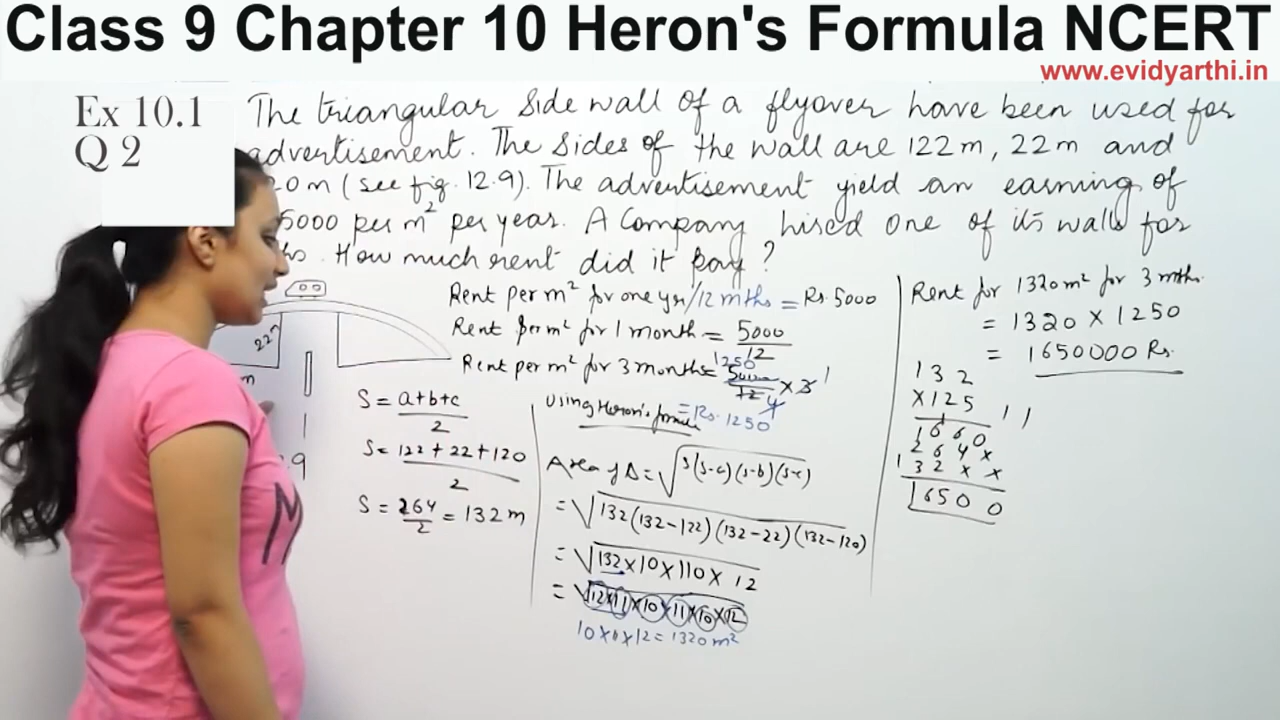 Class 9 Chapter 10 Heron's Formula NCERT
www.evidyarthi.in
Ex 10.1
Q 2
The triangular side wall of a flyover have been used for
advertisement. The sides of the wall are 122m, 22m and
20m (see fig. 12.9). The advertisement yield an earning of
5000 per m² per year. A Company hired one of its walls for
How much rent did it pay?
22
m
9
Rent per m² for one yr/12 mths = Rs. 5000
Rent per m² for 1 month = 5000
12
Rent per m² for 3 months = 5000 × 3
1250
12
4
1
= Rs. 1250
S = a+b+c
2
S = 122 + 22 + 120
2
S = 264 = 132 m
2
Using Heron's formula
Area of Δ = √s(s-a)(s-b)(s-c)
= √132(132-122)(132-22)(132-120)
= √132×10×110×12
= √12×11×10×11×10×12
10×11×12 = 1320 m²
Rent for 1320m² for 3 mths.
= 1320 × 1250
= 1650000 Rs.
132
×125
660
264×
132××
16500